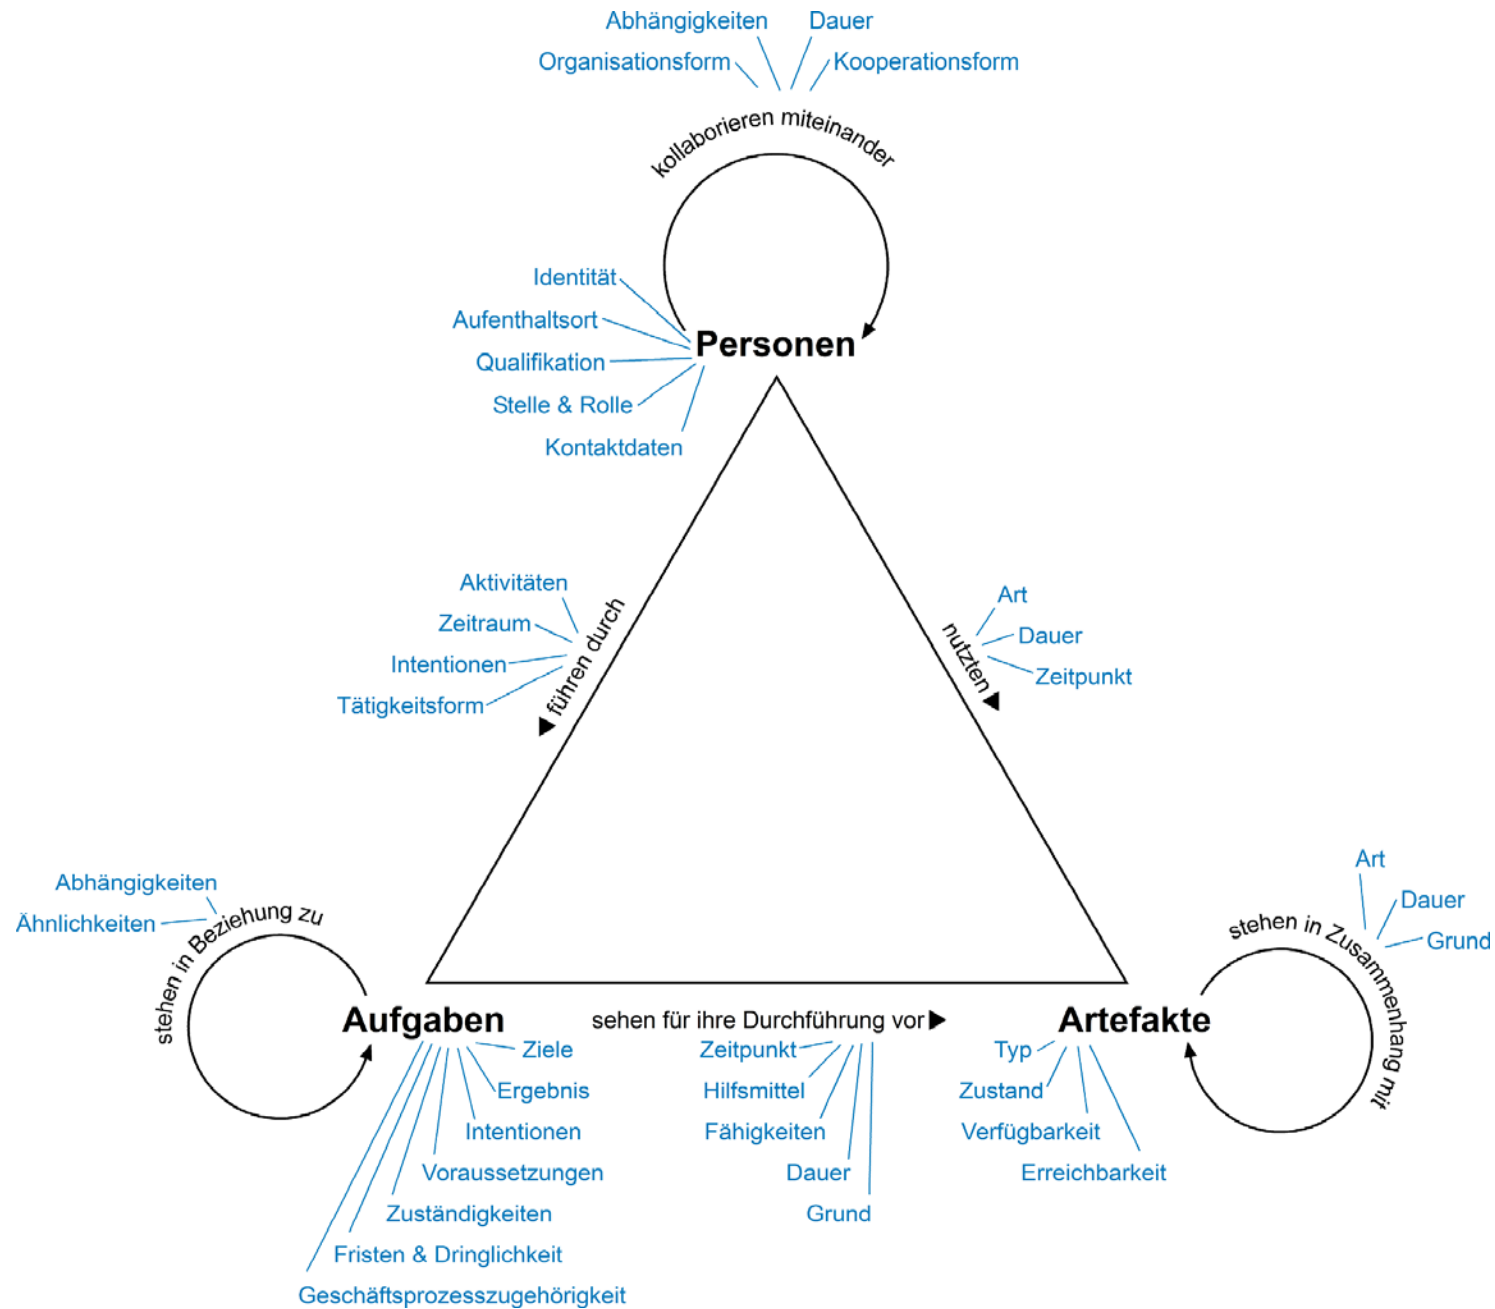 Abhängigkeiten
Dauer
Organisationsform
Kooperationsform
kollaborieren miteinander
Identität
Aufenthaltsort
Qualifikation
Stelle & Rolle
Kontaktdaten
Personen
Aktivitäten
Zeitraum
Intentionen
Tätigkeitsform
führen durch
nutzten
Art
Dauer
Zeitpunkt
Abhängigkeiten
Ähnlichkeiten
stehen in Beziehung zu
Art
Dauer
Grund
stehen in Zusammenhang mit
Aufgaben
sehen für ihre Durchführung vor
Artefakte
Ziele
Ergebnis
Intentionen
Voraussetzungen
Zuständigkeiten
Fristen & Dringlichkeit
Geschäftsprozesszugehörigkeit
Zeitpunkt
Hilfsmittel
Fähigkeiten
Dauer
Grund
Typ
Zustand
Verfügbarkeit
Erreichbarkeit